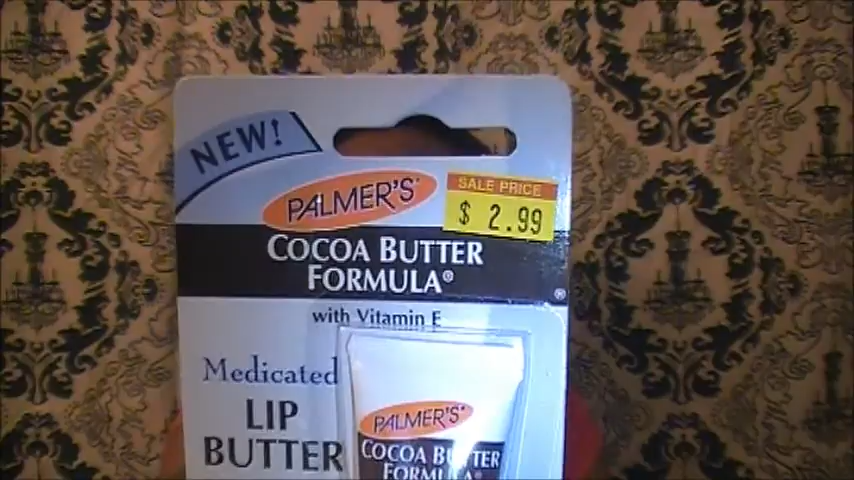 NEW!
PALMER'S®
SALE PRICE
$ 2.99
COCOA BUTTER
FORMULA®
®
with Vitamin E
Medicated
LIP
BUTTER
PALMER'S®
COCOA BUTTER
FORMULA®